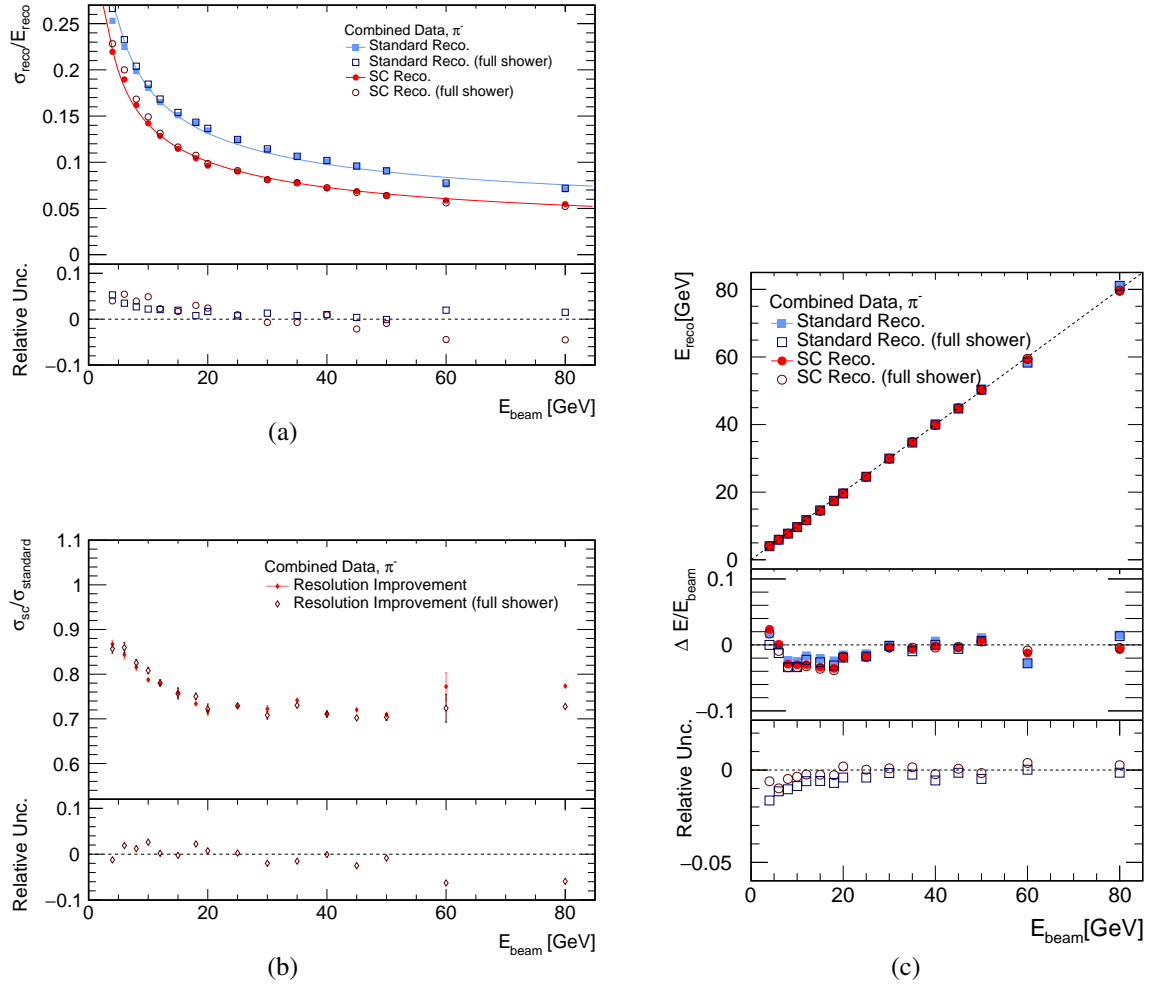 σreco/Ereco
0.25
0.2
0.15
0.1
0.05
0
Combined Data, π-
Standard Reco.
Standard Reco. (full shower)
SC Reco.
SC Reco. (full shower)
Relative Unc.
0.1
0
−0.1
0 20 40 60 80
Ebeam [GeV]
(a)
σsc/σstandard
1.1
1
0.9
0.8
0.7
0.6
Combined Data, π-
Resolution Improvement
Resolution Improvement (full shower)
Relative Unc.
0.1
0
−0.1
0 20 40 60 80
Ebeam [GeV]
(b)
Ereco[GeV]
80
60
40
20
0
Combined Data, π-
Standard Reco.
Standard Reco. (full shower)
SC Reco.
SC Reco. (full shower)
Δ E/Ebeam
0.1
0
−0.1
Relative Unc.
0
−0.05
0 20 40 60 80
Ebeam [GeV]
(c)